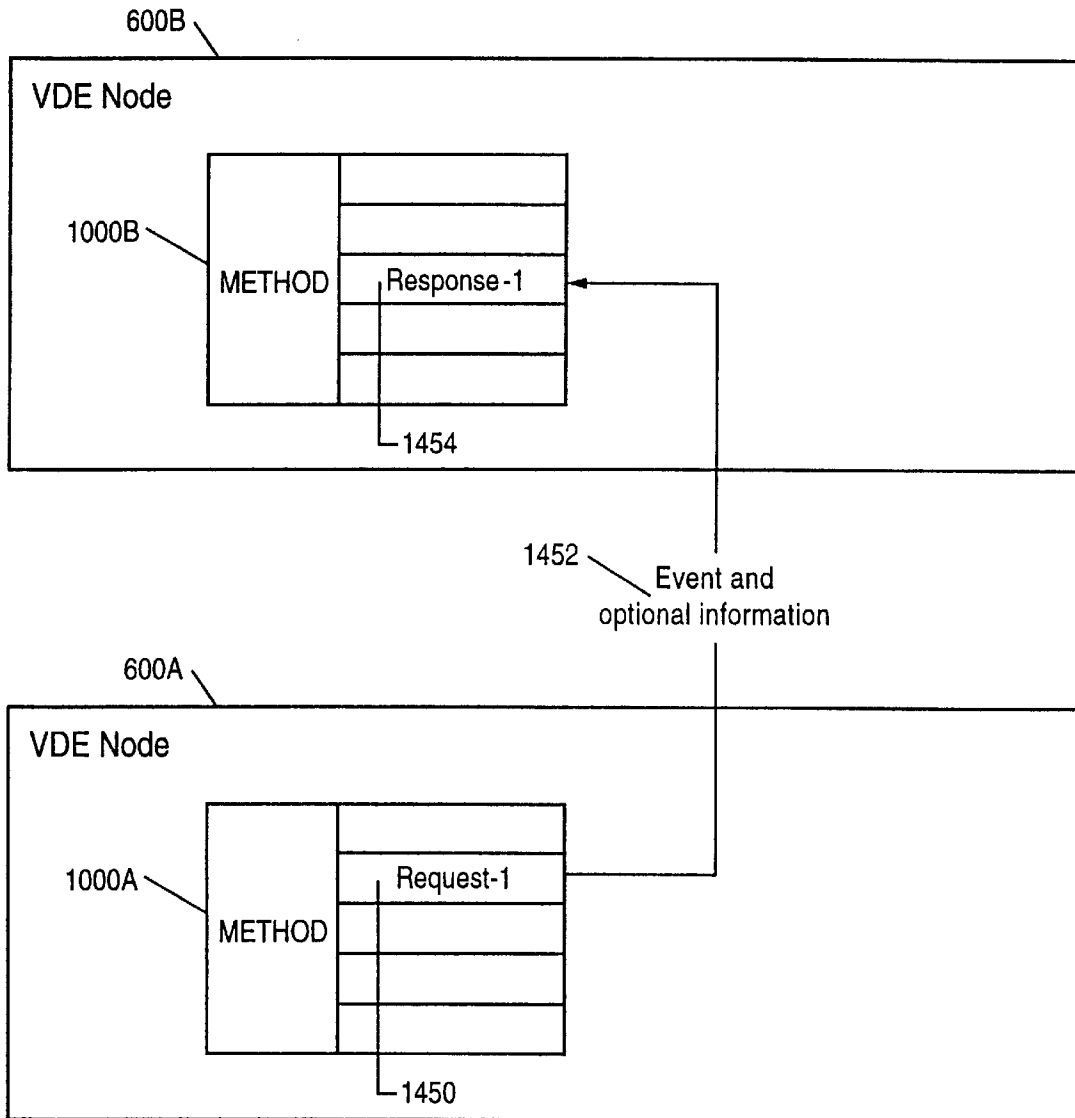 600B
VDE Node
1000B
METHOD
Response-1
1454
1452
Event and
optional information
600A
VDE Node
1000A
METHOD
Request-1
1450